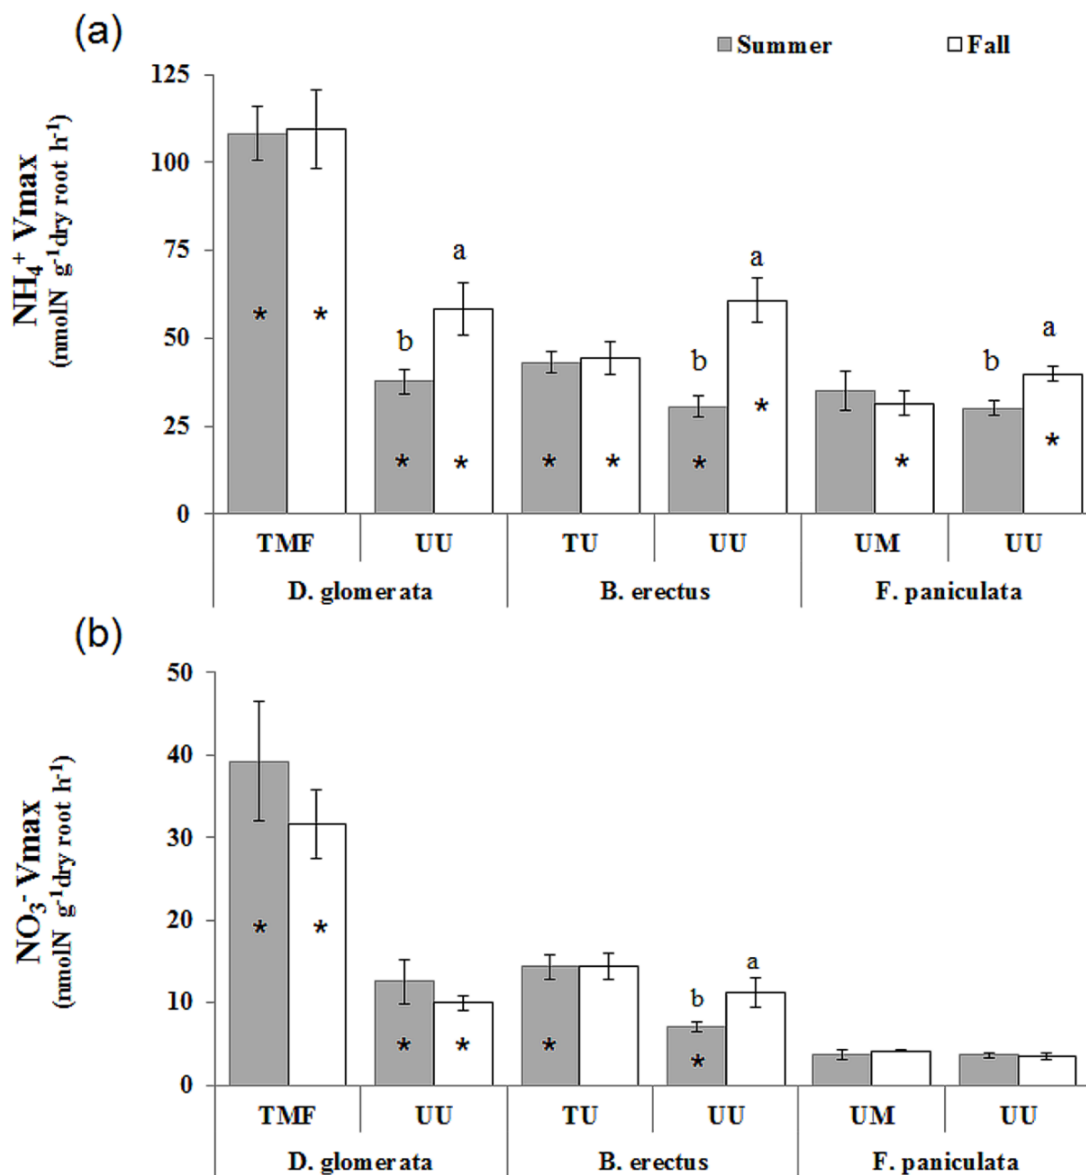 (a)
Summer Fall
NH₄⁺ Vmax
(nmolN g⁻¹dry root h⁻¹)
125
100
75
50
25
0
a
b
a
b
a
b
* * * * * * * * * * *
TMF UU TU UU UM UU
D. glomerata B. erectus F. paniculata
(b)
NO₃- Vmax
(nmolN g⁻¹dry root h⁻¹)
50
40
30
20
10
0
a
b
* * * * * *
TMF UU TU UU UM UU
D. glomerata B. erectus F. paniculata